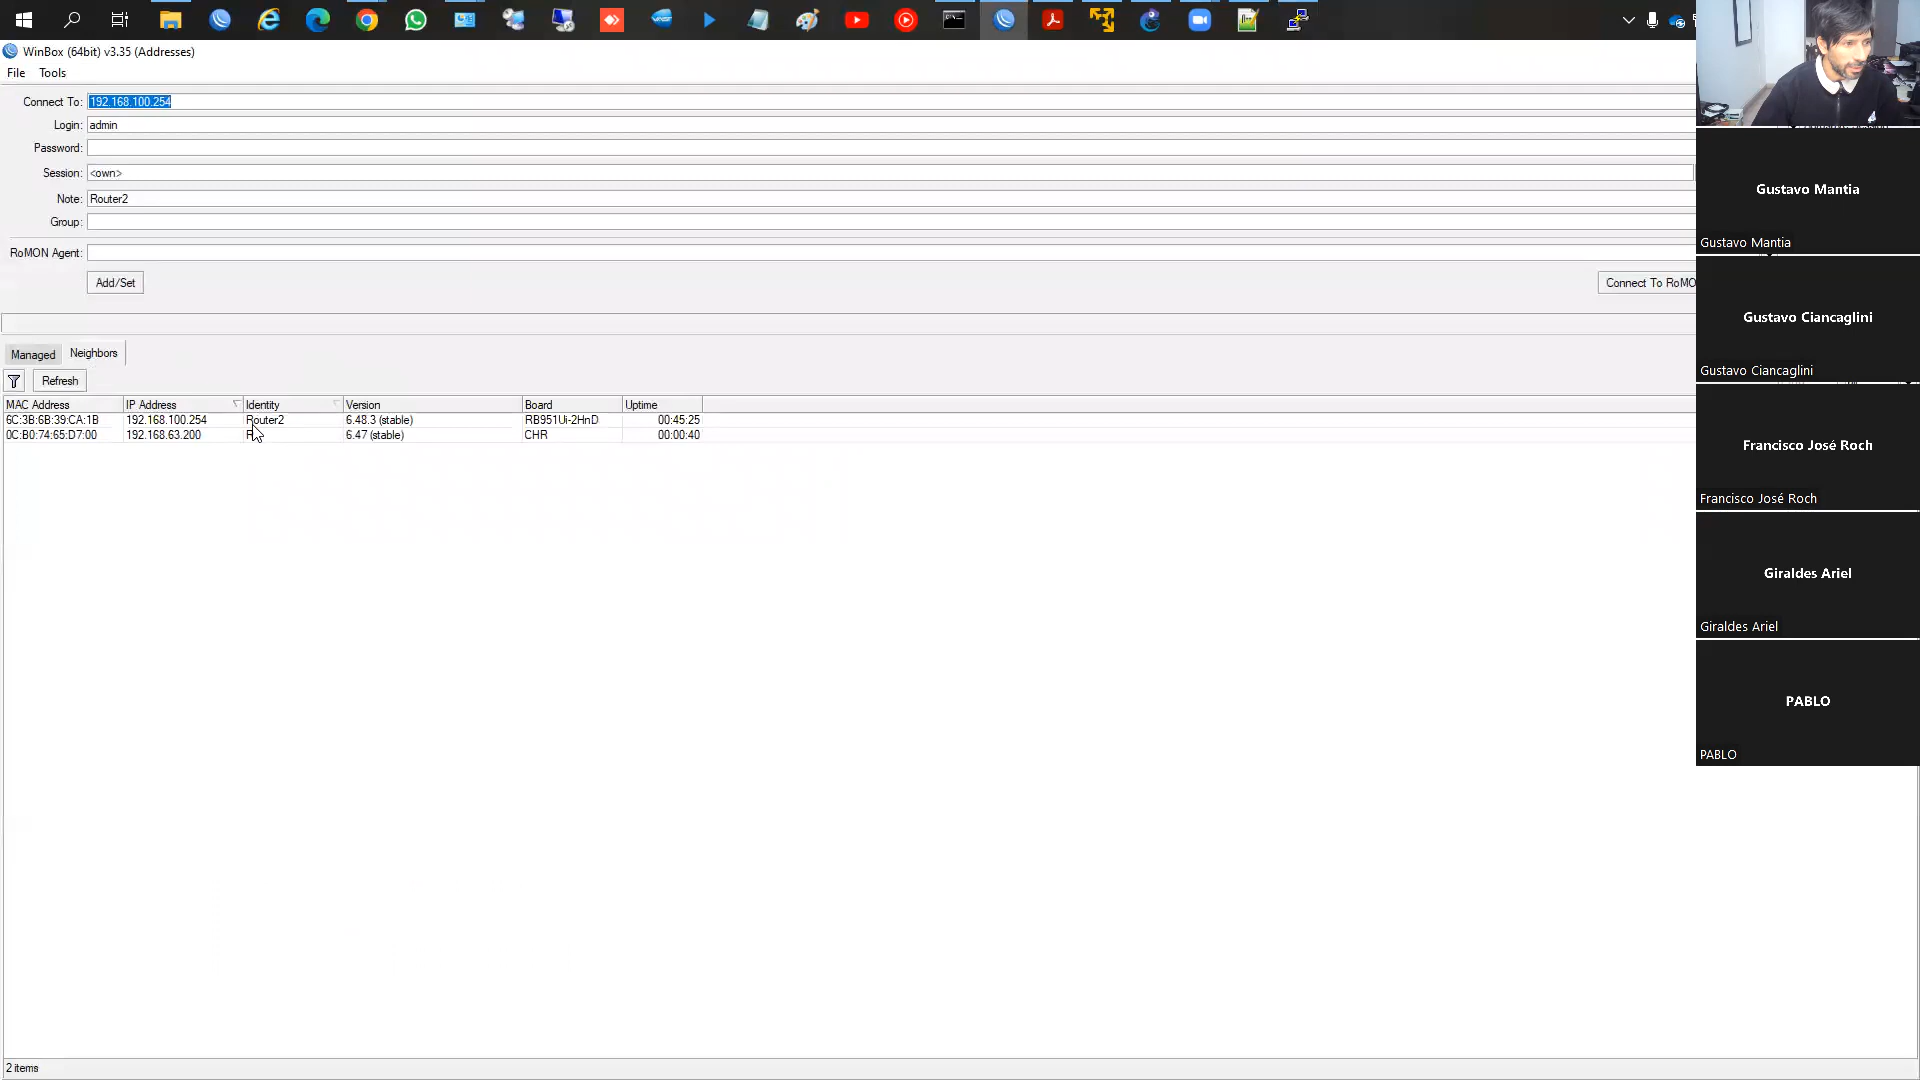 WinBox (64bit) v3.35 (Addresses)
File Tools
Connect To: 192.168.100.254
Login: admin
Password:
Session: <own>
Note: Router2
Group:
RoMON Agent:
Add/Set
Connect To RoMO
Managed Neighbors
Refresh
MAC Address IP Address Identity Version Board Uptime
6C:3B:6B:39:CA:1B 192.168.100.254 Router2 6.48.3 (stable) RB951Ui-2HnD 00:45:25
0C:B0:74:65:D7:00 192.168.63.200 6.47 (stable) CHR 00:00:40
2 items
Gustavo Mantia
Gustavo Mantia
Gustavo Ciancaglini
Gustavo Ciancaglini
Francisco José Roch
Francisco José Roch
Giraldes Ariel
Giraldes Ariel
PABLO
PABLO